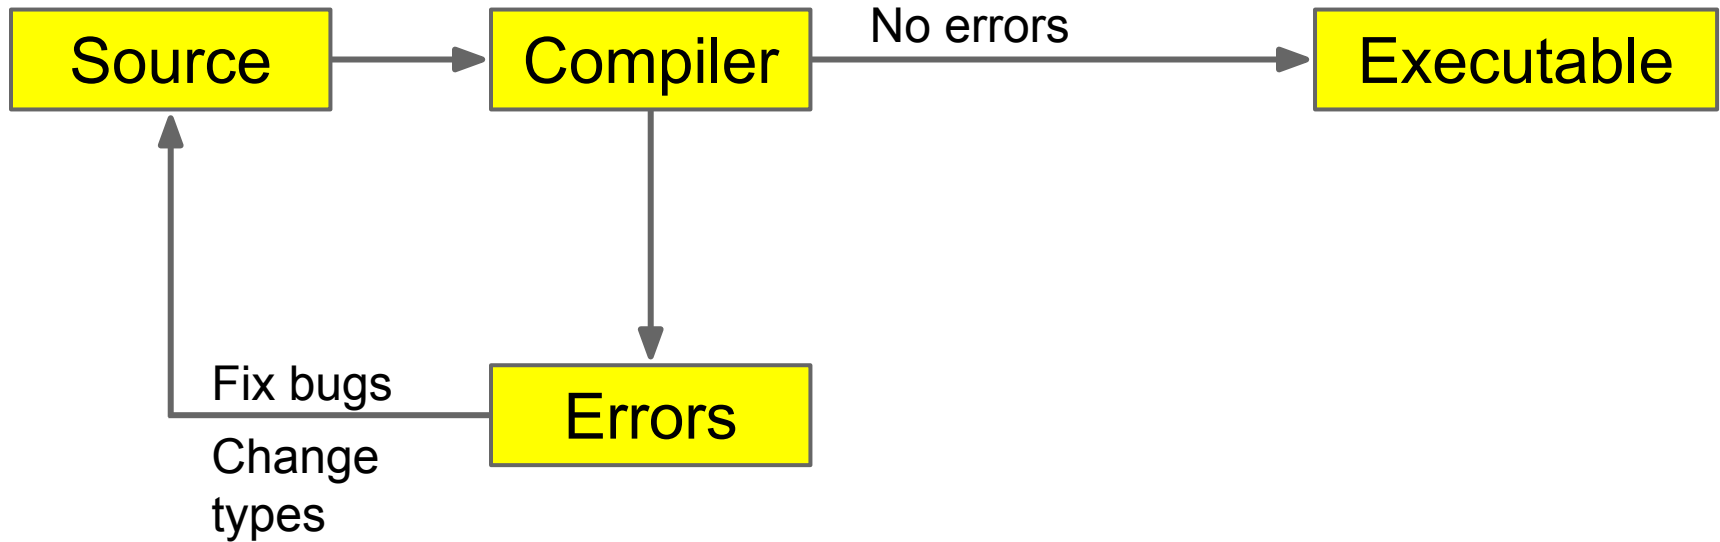 Source
Compiler
No errors
Executable
Fix bugs
Errors
Change
types